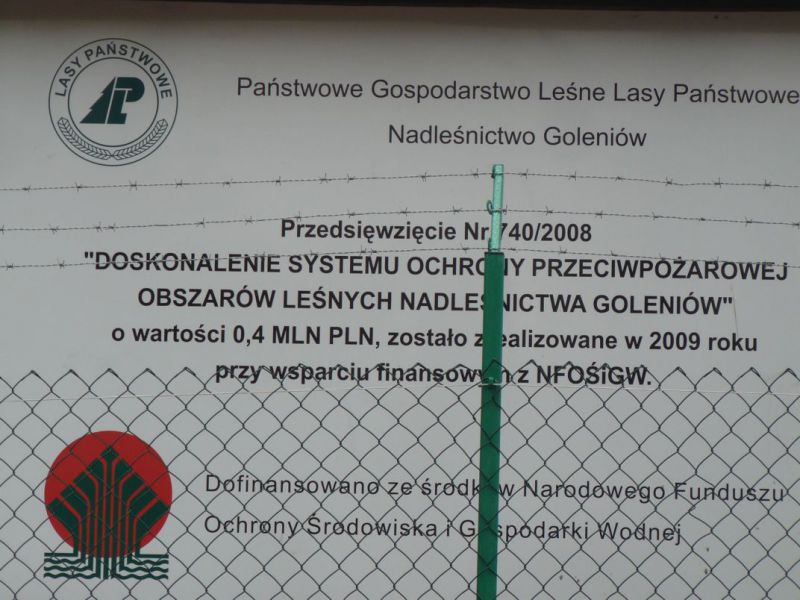 LASY PAŃSTWOWE
Państwowe Gospodarstwo Leśne Lasy Państwowe
Nadleśnictwo Goleniów
Przedsięwzięcie Nr 740/2008
"DOSKONALENIE SYSTEMU OCHRONY PRZECIWPOŻAROWEJ
OBSZARÓW LEŚNYCH NADLEŚNICTWA GOLENIÓW"
o wartości 0,4 MLN PLN, zostało zrealizowane w 2009 roku
przy wsparciu finansowym z NFOŚiGW.
Dofinansowano ze środków Narodowego Funduszu
Ochrony Środowiska i Gospodarki Wodnej